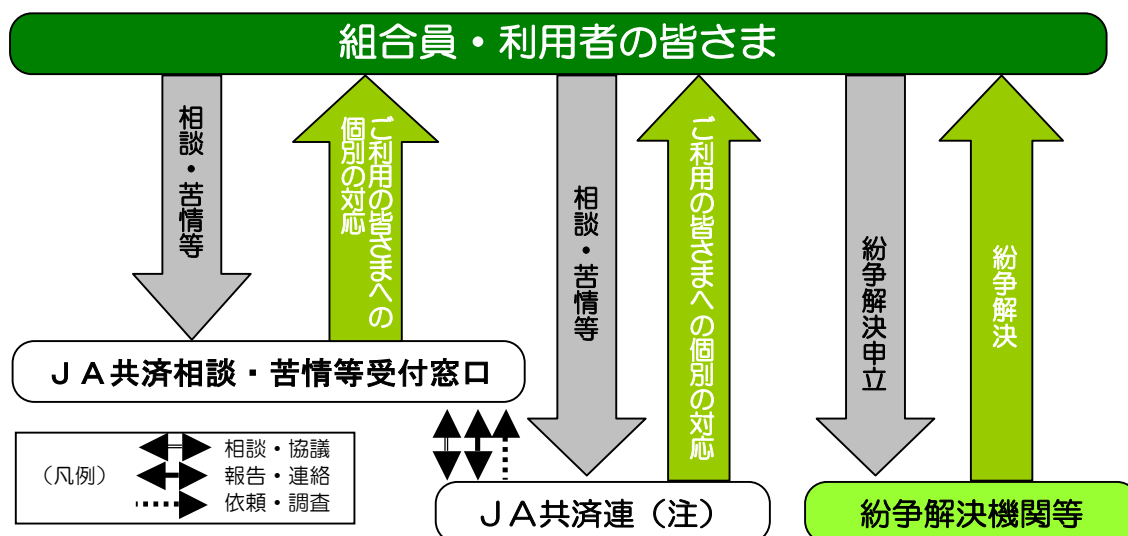 組合員・利用者の皆さま
相談・苦情等
ご利用の皆さまへの
個別の対応
相談・苦情等
ご利用の皆さまへの個別の対応
紛争解決申立
紛争解決
ＪＡ共済相談・苦情等受付窓口
（凡例）
相談・協議
報告・連絡
依頼・調査
ＪＡ共済連（注）
紛争解決機関等